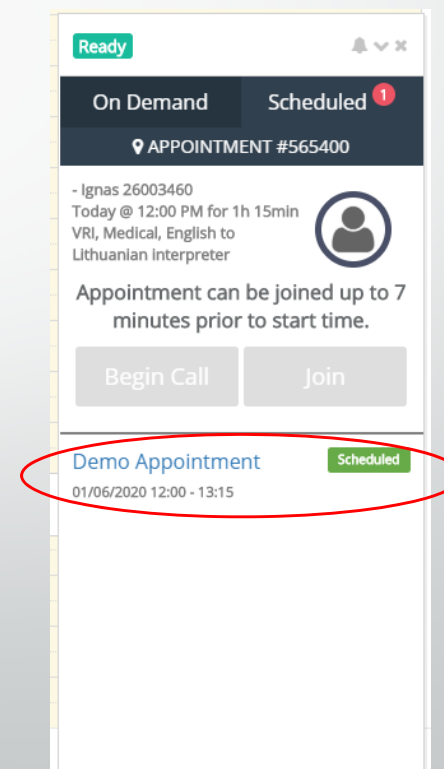 Ready
On Demand
Scheduled 1
APPOINTMENT #565400
- Ignas 26003460
Today @ 12:00 PM for 1h 15min
VRI, Medical, English to
Lithuanian interpreter
Appointment can be joined up to 7
minutes prior to start time.
Begin Call
Join
Demo Appointment
Scheduled
01/06/2020 12:00 - 13:15